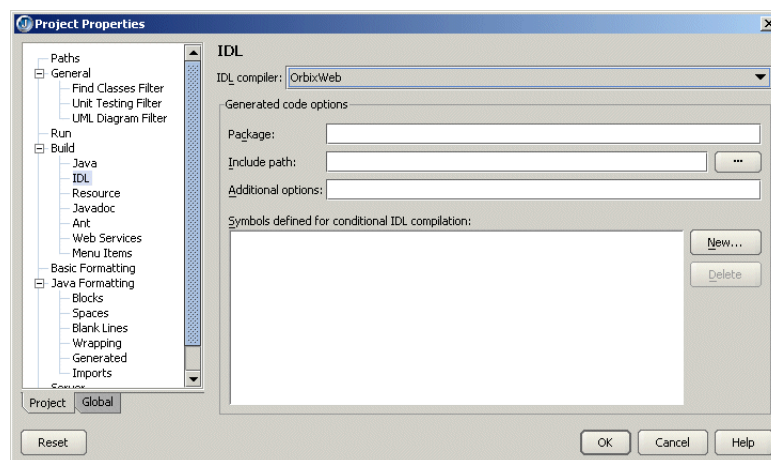 Project Properties
Paths
General
Find Classes Filter
Unit Testing Filter
UML Diagram Filter
Run
Build
Java
IDL
Resource
Javadoc
Ant
Web Services
Menu Items
Basic Formatting
Java Formatting
Blocks
Spaces
Blank Lines
Wrapping
Generated
Imports
Server
Project Global
IDL
IDL compiler: OrbixWeb
Generated code options
Package:
Include path: ...
Additional options:
Symbols defined for conditional IDL compilation:
New...
Delete
Reset OK Cancel Help